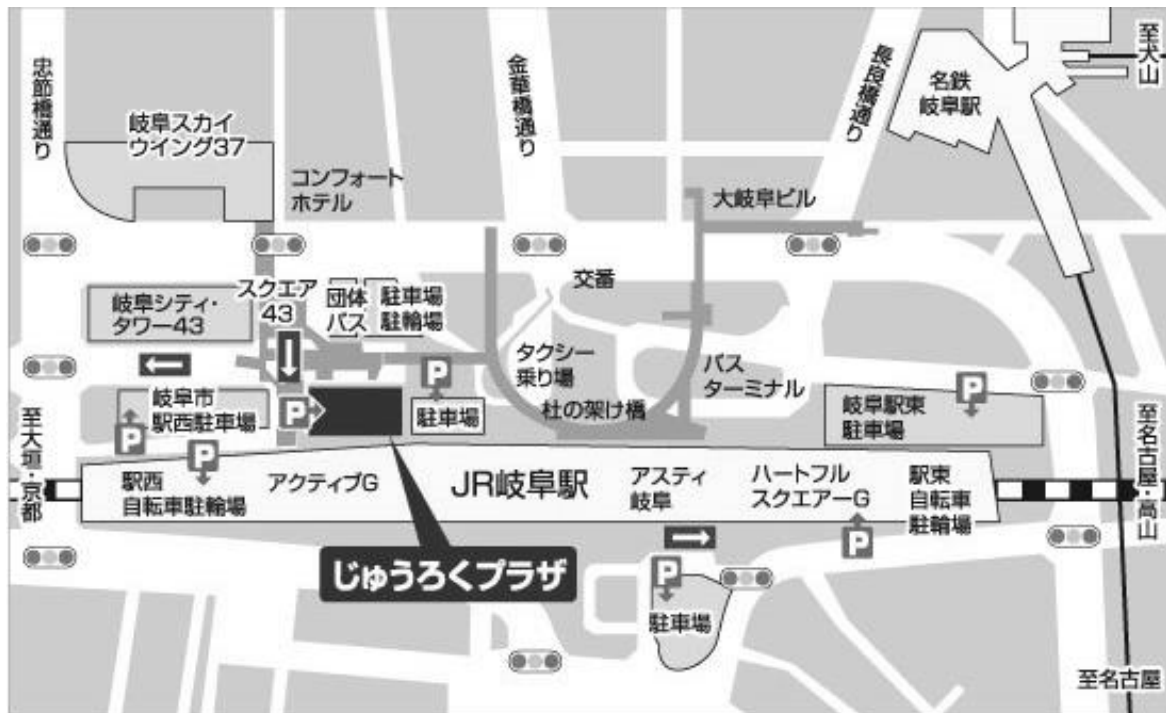 忠節橋通り
金華橋通り
長良橋通り
至犬山
名鉄
岐阜駅
岐阜スカイ
ウイング37
コンフォート
ホテル
大岐阜ビル
交番
スクエア
43
団体
バス
駐車場
駐輪場
岐阜シティ・
タワー43
タクシー
乗り場
バス
ターミナル
P
岐阜市
駅西駐車場
P
P
駐車場
杜の架け橋
岐阜駅東
駐車場
P
P
P
至大垣・京都
駅西
自転車駐輪場
アクティブG
JR岐阜駅
アスティ
岐阜
ハートフル
スクエアーG
駅東
自転車
駐輪場
至名古屋・高山
じゅうろくプラザ
P
P
駐車場
至名古屋